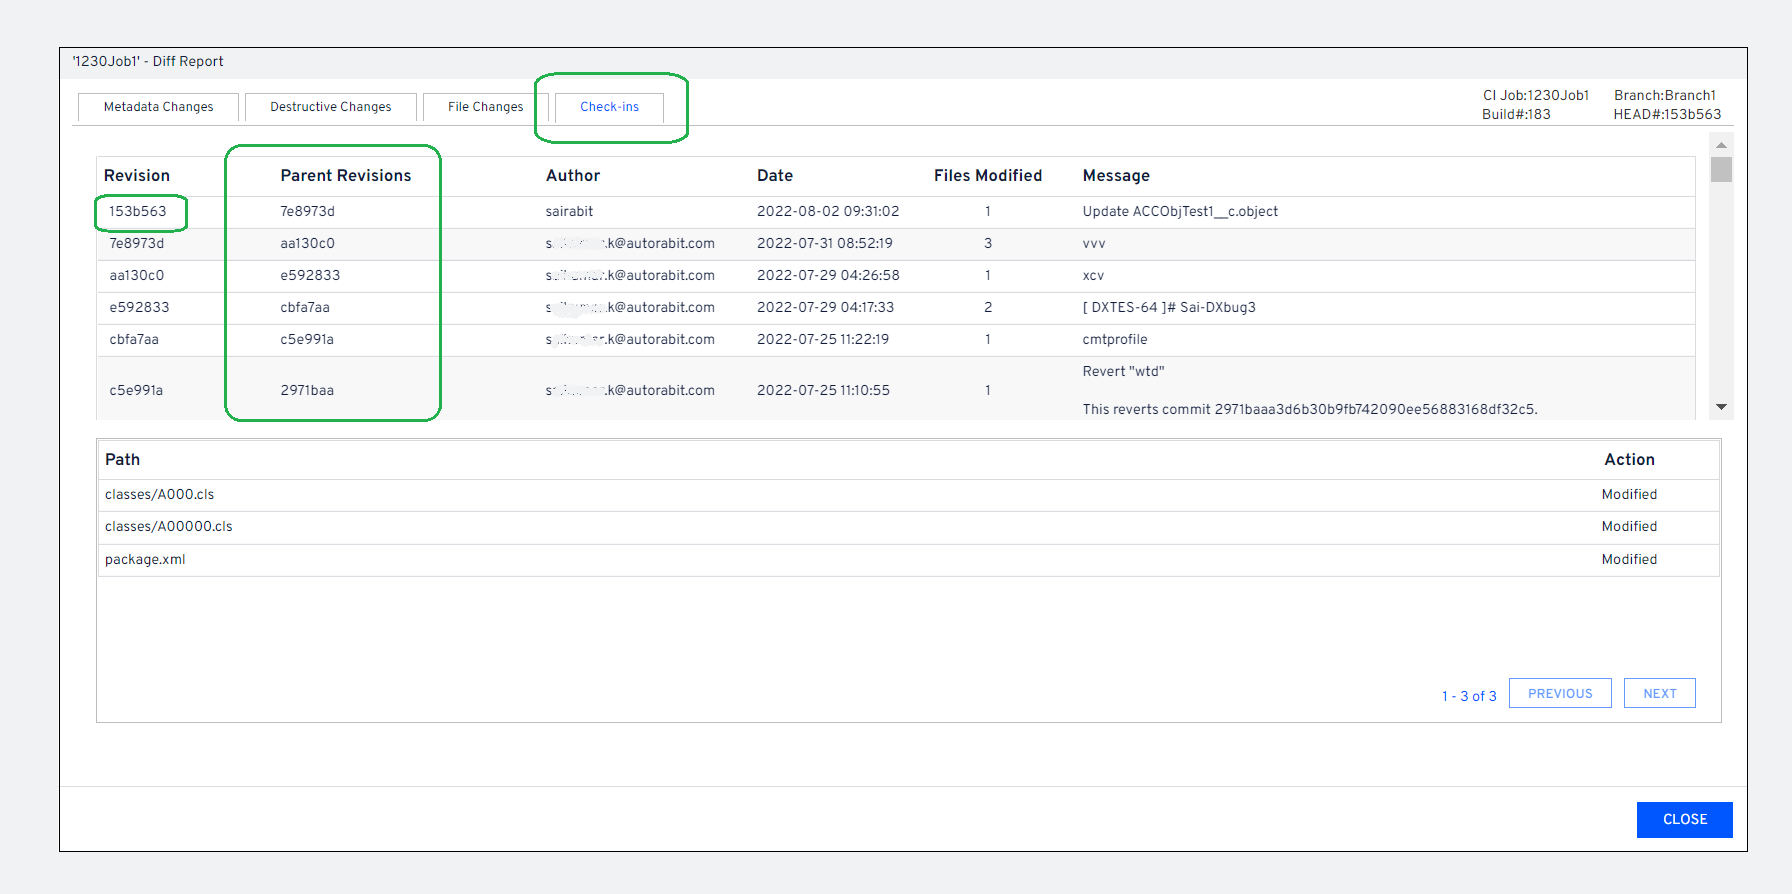 '1230Job1' - Diff Report
Metadata Changes Destructive Changes File Changes Check-ins
CI Job:1230Job1 Branch:Branch1
Build#:183 HEAD#:153b563
Revision Parent Revisions Author Date Files Modified Message
153b563 7e8973d sairabit 2022-08-02 09:31:02 1 Update ACCObjTest1__c.object
7e8973d aa130c0 .k@autorabit.com 2022-07-31 08:52:19 3 vvv
aa130c0 e592833 .k@autorabit.com 2022-07-29 04:26:58 1 xcv
e592833 cbfa7aa .k@autorabit.com 2022-07-29 04:17:33 2 [ DXTES-64 ]# Sai-DXbug3
cbfa7aa c5e991a .k@autorabit.com 2022-07-25 11:22:19 1 cmtprofile
c5e991a 2971baa .k@autorabit.com 2022-07-25 11:10:55 1 Revert "wtd"
This reverts commit 2971baaa3d6b30b9fb742090ee56883168df32c5.
Path Action
classes/A000.cls Modified
classes/A00000.cls Modified
package.xml Modified
1 - 3 of 3 PREVIOUS NEXT
CLOSE